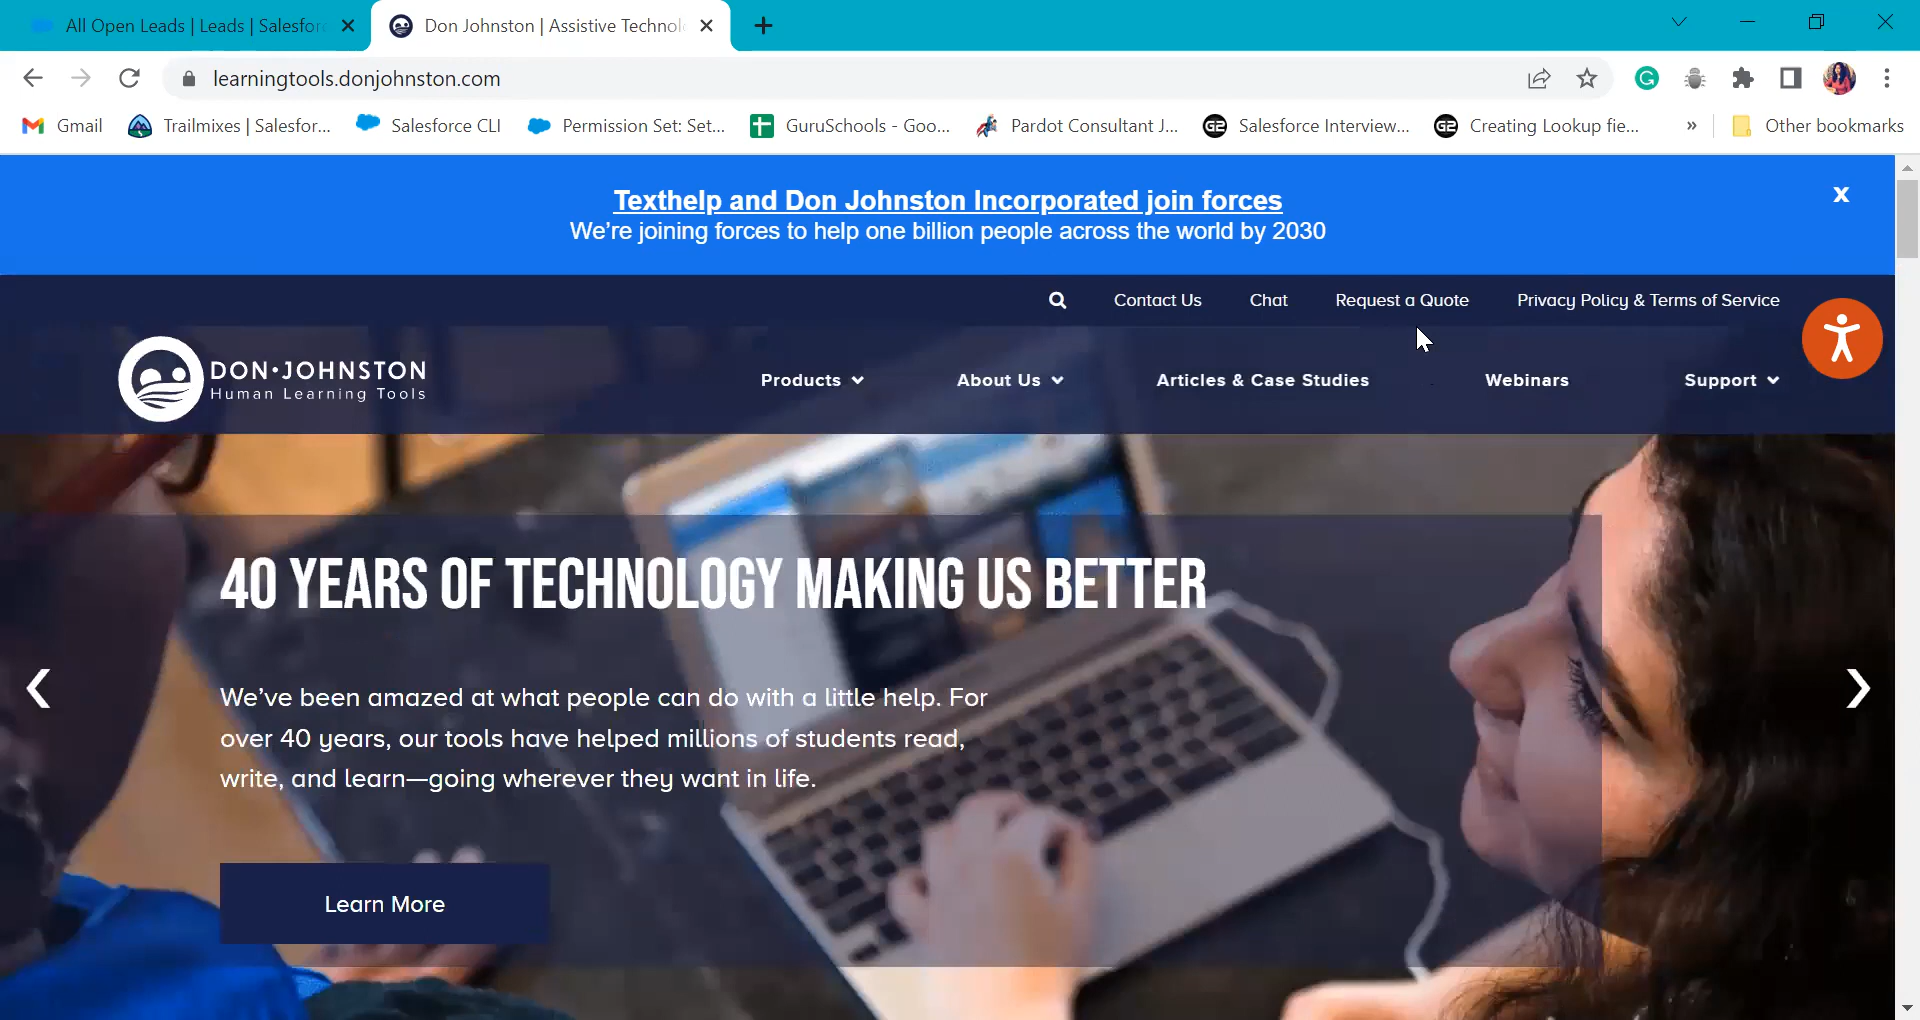 All Open Leads | Leads | Salesfor
Don Johnston | Assistive Technol
learningtools.donjohnston.com
Gmail
Trailmixes | Salesfor...
Salesforce CLI
Permission Set: Set...
GuruSchools - Goo...
Pardot Consultant J...
Salesforce Interview...
Creating Lookup fie...
»
Other bookmarks
Texthelp and Don Johnston Incorporated join forces
x
We're joining forces to help one billion people across the world by 2030
Contact Us
Chat
Request a Quote
Privacy Policy & Terms of Service
DON•JOHNSTON
Human Learning Tools
Products
About Us
Articles & Case Studies
Webinars
Support
40 YEARS OF TECHNOLOGY MAKING US BETTER
We've been amazed at what people can do with a little help. For
over 40 years, our tools have helped millions of students read,
write, and learn—going wherever they want in life.
Learn More